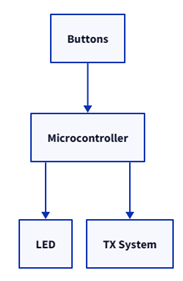 Buttons
Microcontroller
LED
TX System